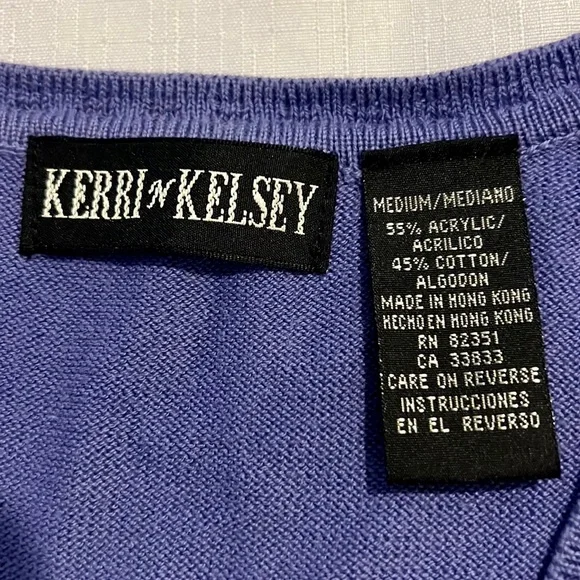 KERRI N KELSEY
MEDIUM/MEDIANO
55% ACRYLIC/
ACRILICO
45% COTTON/
ALGODON
MADE IN HONG KONG
HECHO EN HONG KONG
RN 82351
CA 33833
CARE ON REVERSE
INSTRUCCIONES
EN EL REVERSO